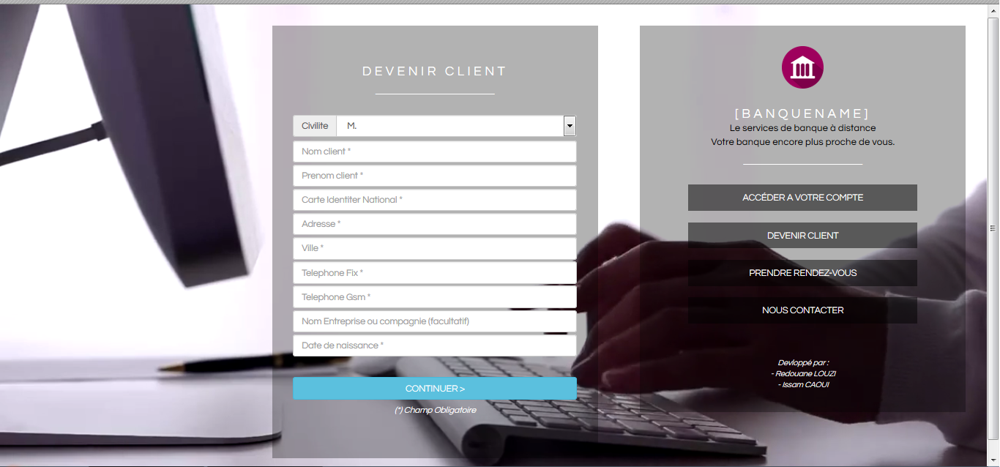 DEVENIR CLIENT
Civilite
M.
Nom client *
Prenom client *
Carte Identiter National *
Adresse *
Ville *
Telephone Fix *
Telephone Gsm *
Nom Entreprise ou compagnie (facultatif)
Date de naissance *
CONTINUER >
(*) Champ Obligatoire
[BANQUENAME]
Le services de banque à distance
Votre banque encore plus proche de vous.
ACCÉDER A VOTRE COMPTE
DEVENIR CLIENT
PRENDRE RENDEZ-VOUS
NOUS CONTACTER
Devloppé par :
- Redouane LOUZI
- Issam CAOUI